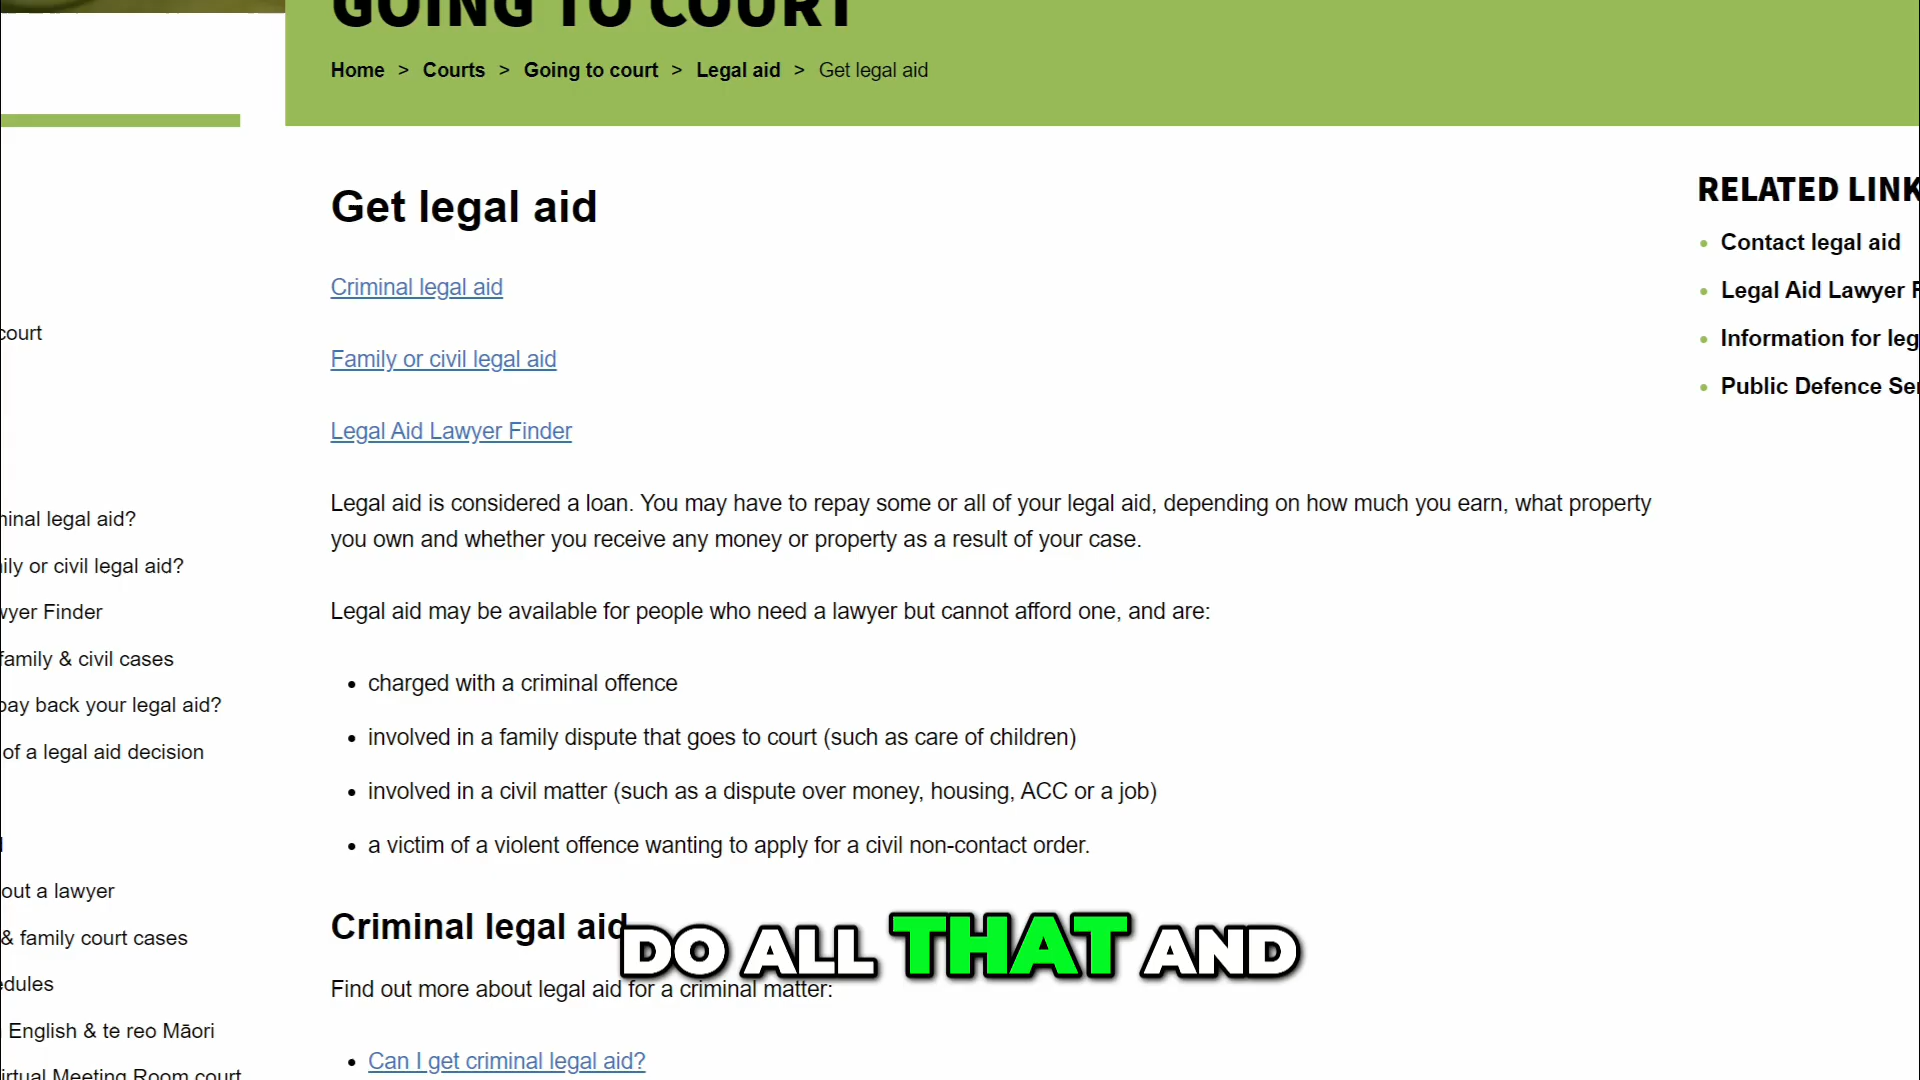 GOING TO COURT
Home > Courts > Going to court > Legal aid > Get legal aid
Get legal aid
Criminal legal aid
Family or civil legal aid
Legal Aid Lawyer Finder
Legal aid is considered a loan. You may have to repay some or all of your legal aid, depending on how much you earn, what property
you own and whether you receive any money or property as a result of your case.
Legal aid may be available for people who need a lawyer but cannot afford one, and are:
• charged with a criminal offence
• involved in a family dispute that goes to court (such as care of children)
• involved in a civil matter (such as a dispute over money, housing, ACC or a job)
• a victim of a violent offence wanting to apply for a civil non-contact order.
Criminal legal aid
Find out more about legal aid for a criminal matter:
• Can I get criminal legal aid?
DO ALL THAT AND
RELATED LINK
• Contact legal aid
• Legal Aid Lawyer F
• Information for leg
• Public Defence Ser
court
ninal legal aid?
ily or civil legal aid?
wyer Finder
family & civil cases
pay back your legal aid?
of a legal aid decision
out a lawyer
& family court cases
edules
English & te reo Māori
irtual Meeting Room court